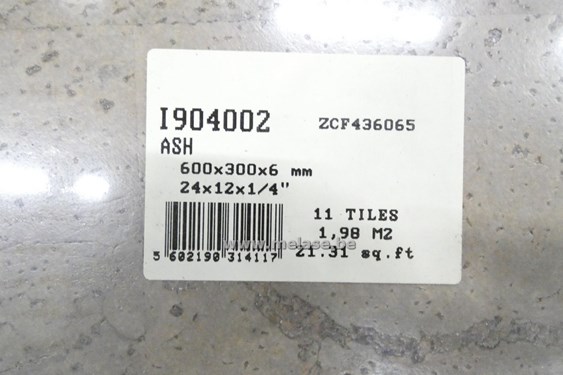 I904002 ZCF436065
ASH
600x300x6 mm
24x12x1/4"
11 TILES
1,98 M2
www.melase.be
21.31 sq.ft
5 602190 314117